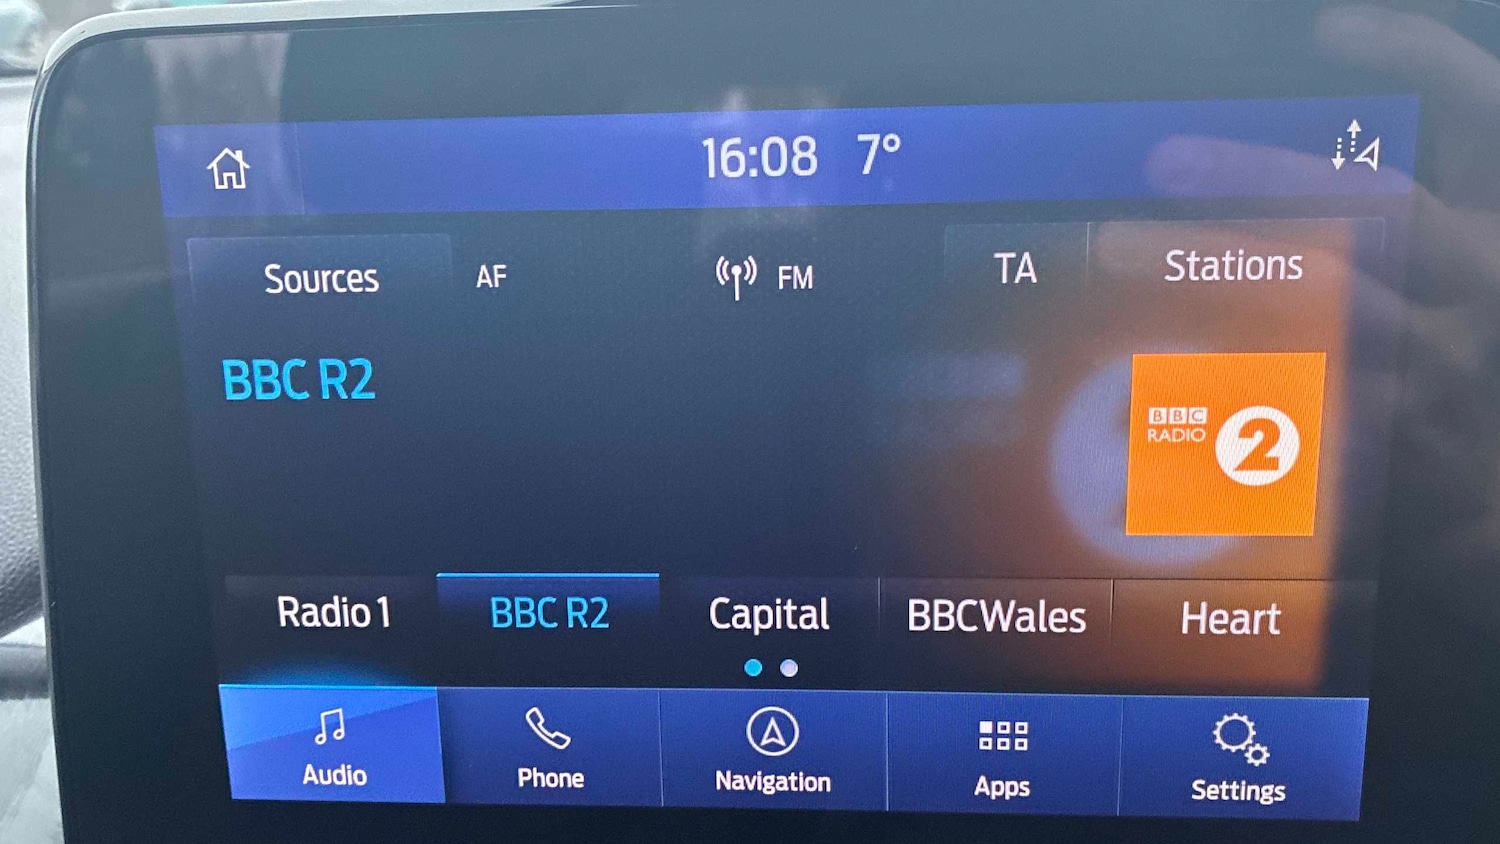 16:08 7°
Sources AF FM TA Stations
BBC R2
BBC
RADIO 2
Radio 1 BBC R2 Capital BBCWales Heart
Audio Phone Navigation Apps Settings